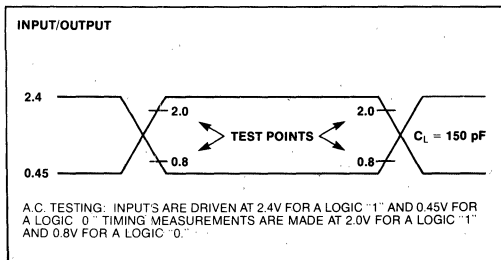 INPUT/OUTPUT
2.4
2.0
2.0
TEST POINTS
CL = 150 pF
0.8
0.8
0.45
A.C. TESTING: INPUTS ARE DRIVEN AT 2.4V FOR A LOGIC "1" AND 0.45V FOR
A LOGIC "0." TIMING MEASUREMENTS ARE MADE AT 2.0V FOR A LOGIC "1"
AND 0.8V FOR A LOGIC "0."